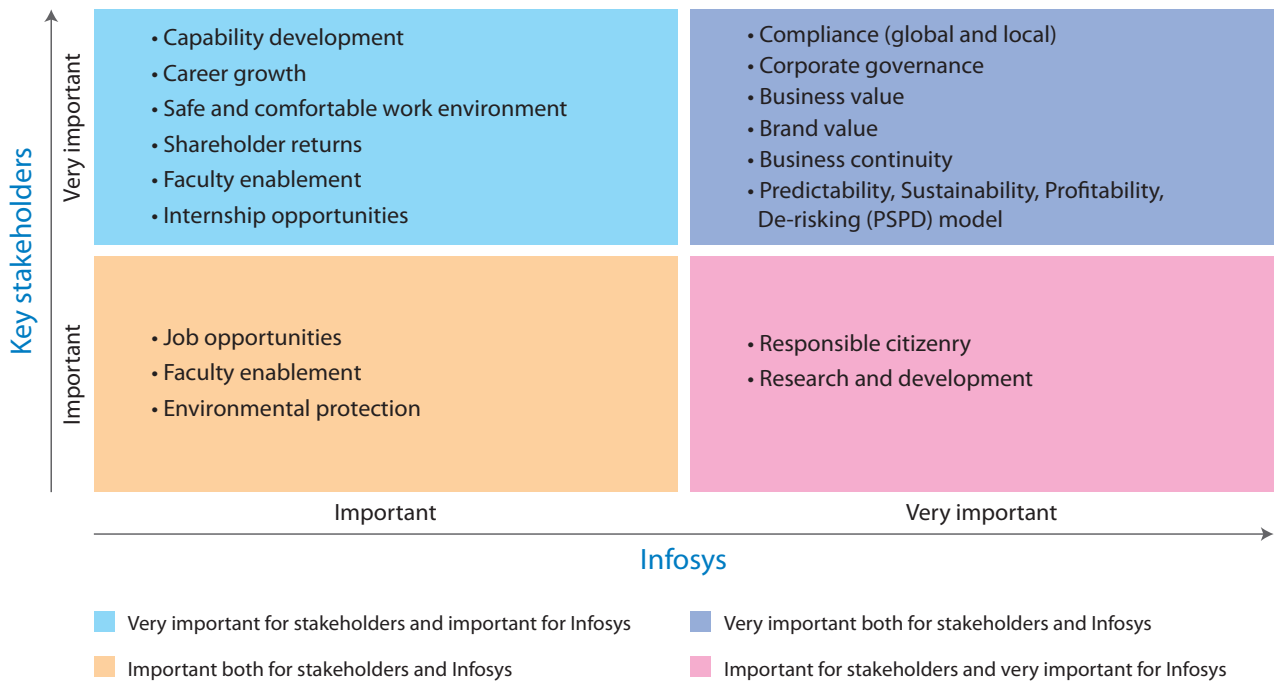 Key stakeholders
Very important
• Capability development
• Career growth
• Safe and comfortable work environment
• Shareholder returns
• Faculty enablement
• Internship opportunities
• Compliance (global and local)
• Corporate governance
• Business value
• Brand value
• Business continuity
• Predictability, Sustainability, Profitability,
De-risking (PSPD) model
Important
• Job opportunities
• Faculty enablement
• Environmental protection
• Responsible citizenry
• Research and development
Important
Very important
Infosys
Very important for stakeholders and important for Infosys
Very important both for stakeholders and Infosys
Important both for stakeholders and Infosys
Important for stakeholders and very important for Infosys